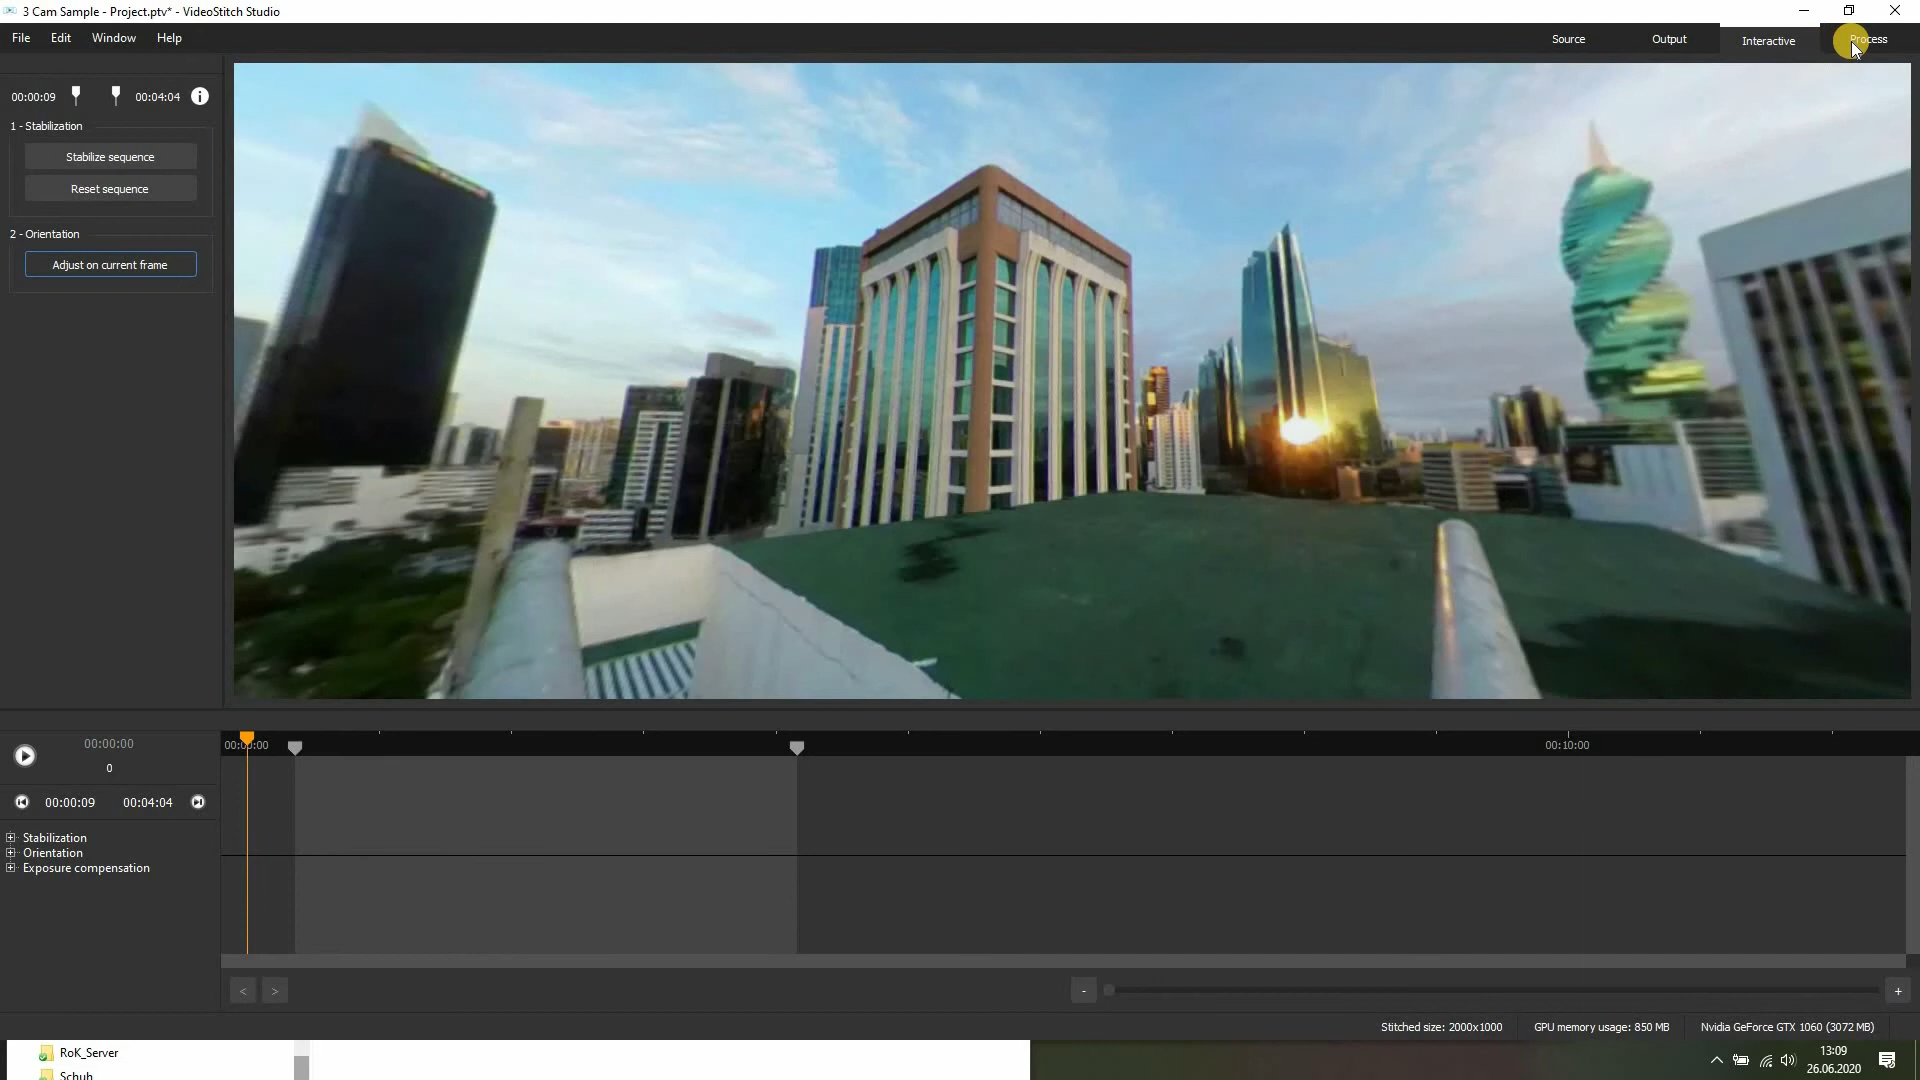 3 Cam Sample - Project.ptv* - VideoStitch Studio
File Edit Window Help
Source Output Interactive Process
00:00:09 00:04:04
1 - Stabilization
Stabilize sequence
Reset sequence
2 - Orientation
Adjust on current frame
00:00:00
0
00:00:09 00:04:04
00:00:00 00:10:00
Stabilization
Orientation
Exposure compensation
< > - +
Stitched size: 2000x1000 GPU memory usage: 850 MB Nvidia GeForce GTX 1060 (3072 MB)
RoK_Server
Schuh
13:09
26.06.2020